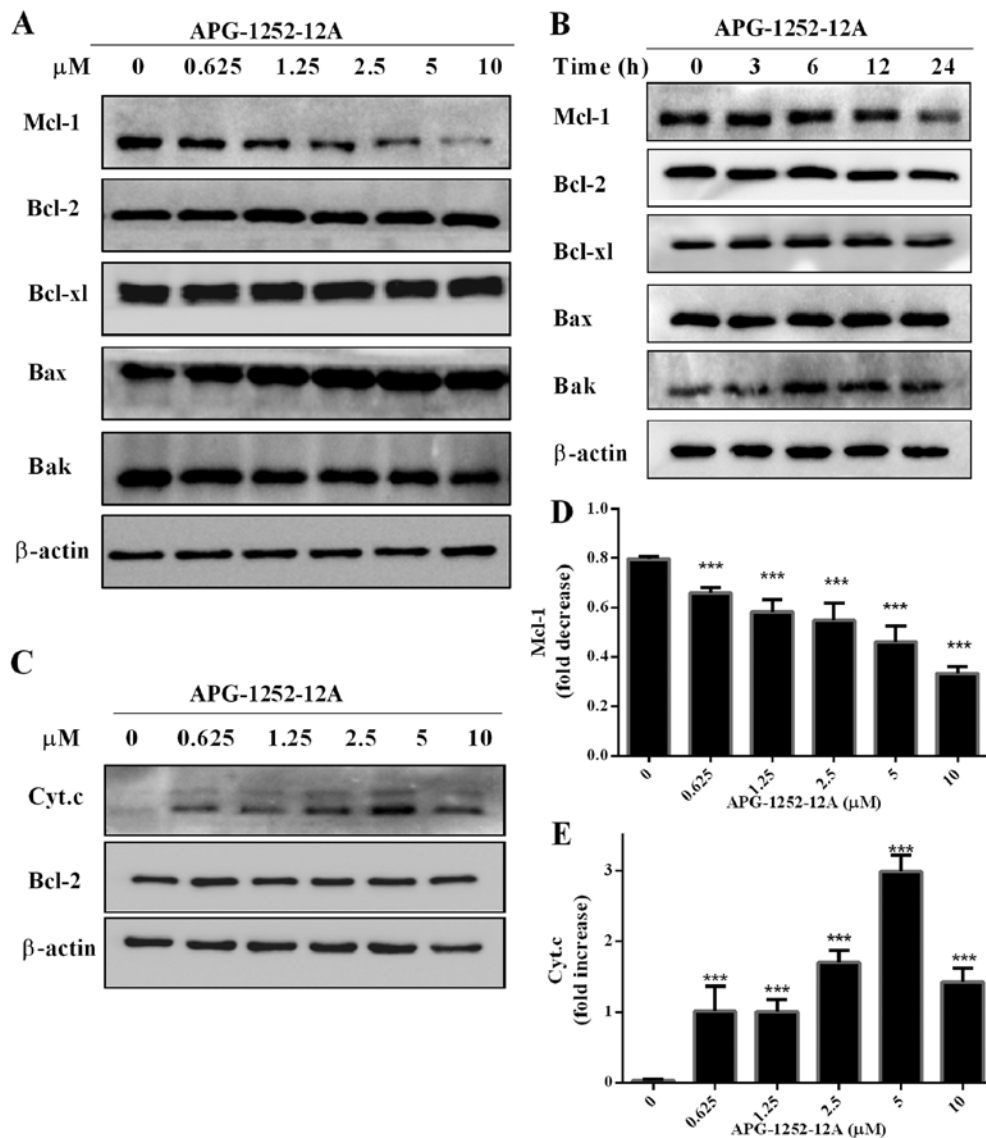 A
APG-1252-12A
μM 0 0.625 1.25 2.5 5 10
Mcl-1
Bcl-2
Bcl-xl
Bax
Bak
β-actin
B
APG-1252-12A
Time (h) 0 3 6 12 24
Mcl-1
Bcl-2
Bcl-xl
Bax
Bak
β-actin
C
APG-1252-12A
μM 0 0.625 1.25 2.5 5 10
Cyt.c
Bcl-2
β-actin
D
Mcl-1
(fold decrease)
1.0
0.8
0.6
0.4
0.2
0.0
*** *** *** *** ***
0 0.625 1.25 2.5 5 10
APG-1252-12A (μM)
E
Cyt.c
(fold increase)
3
2
1
0
*** *** *** *** ***
0 0.625 1.25 2.5 5 10
APG-1252-12A (μM)